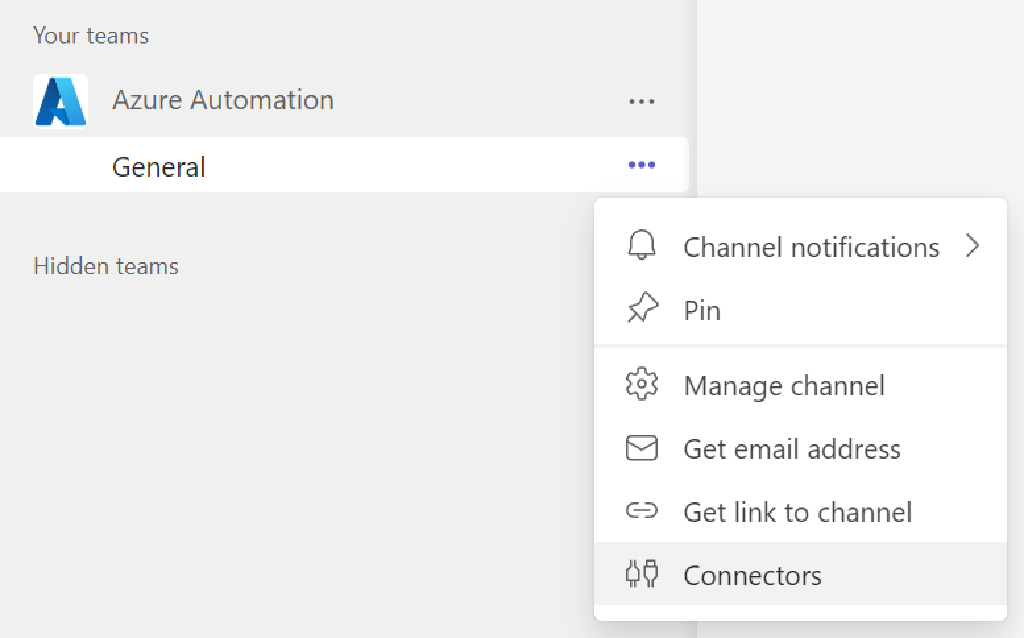 Your teams
Azure Automation
General
Hidden teams
Channel notifications
Pin
Manage channel
Get email address
Get link to channel
Connectors